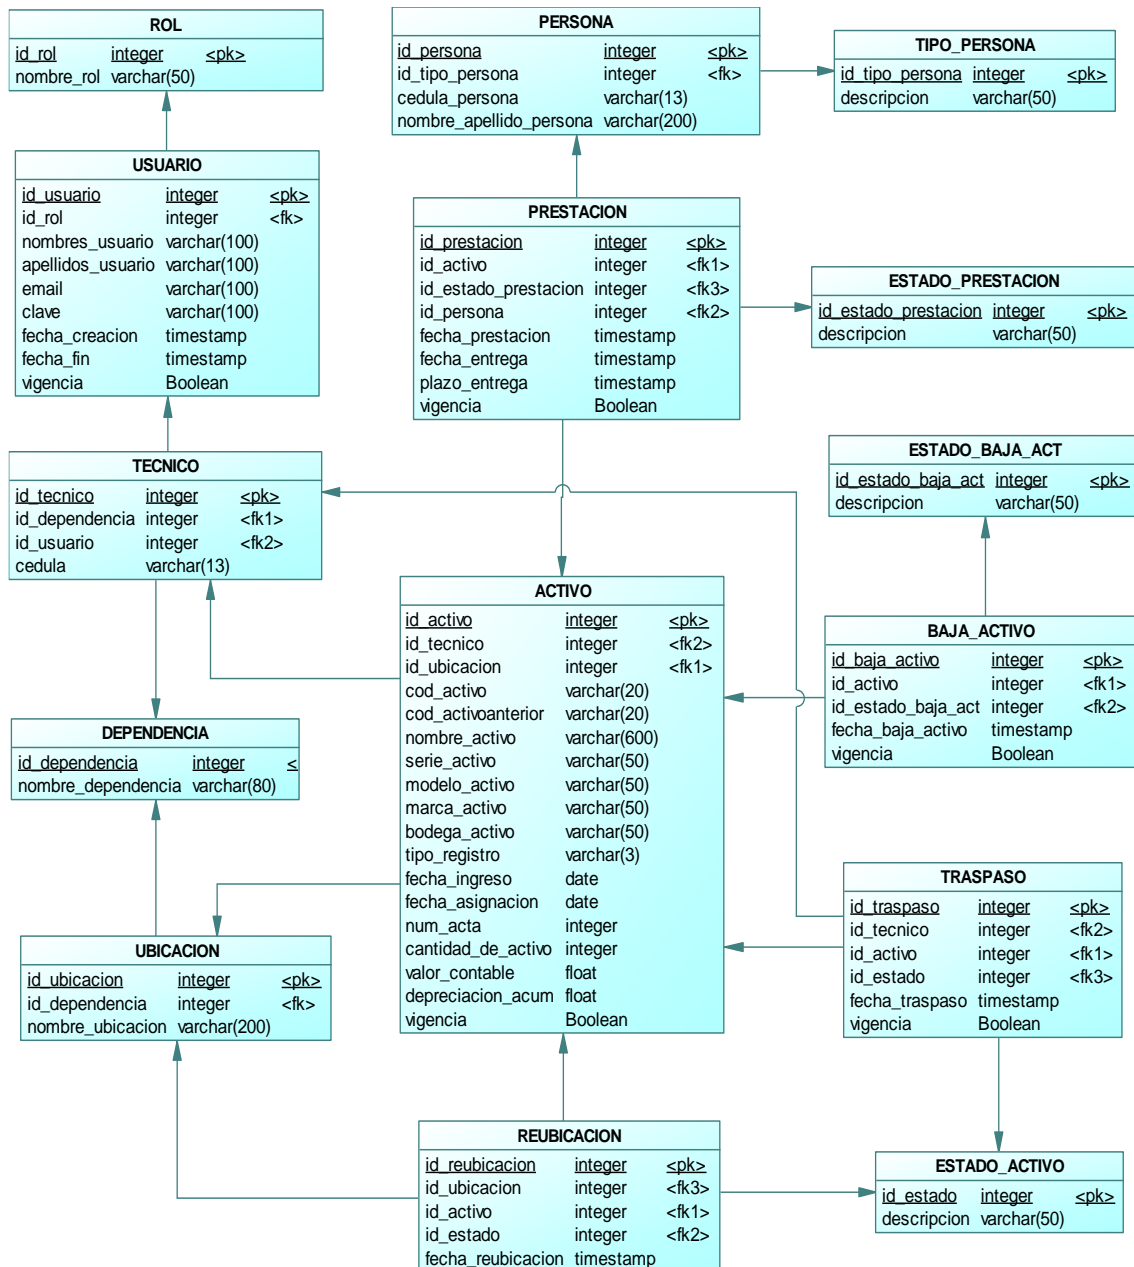 ROL
id_rol integer <pk>
nombre_rol varchar(50)
PERSONA
id_persona integer <pk>
id_tipo_persona integer <fk>
cedula_persona varchar(13)
nombre_apellido_persona varchar(200)
TIPO_PERSONA
id_tipo_persona integer <pk>
descripcion varchar(50)
USUARIO
id_usuario integer <pk>
id_rol integer <fk>
nombres_usuario varchar(100)
apellidos_usuario varchar(100)
email varchar(100)
clave varchar(100)
fecha_creacion timestamp
fecha_fin timestamp
vigencia Boolean
PRESTACION
id_prestacion integer <pk>
id_activo integer <fk1>
id_estado_prestacion integer <fk3>
id_persona integer <fk2>
fecha_prestacion timestamp
fecha_entrega timestamp
plazo_entrega timestamp
vigencia Boolean
ESTADO_PRESTACION
id_estado_prestacion integer <pk>
descripcion varchar(50)
TECNICO
id_tecnico integer <pk>
id_dependencia integer <fk1>
id_usuario integer <fk2>
cedula varchar(13)
ESTADO_BAJA_ACT
id_estado_baja_act integer <pk>
descripcion varchar(50)
ACTIVO
id_activo integer <pk>
id_tecnico integer <fk2>
id_ubicacion integer <fk1>
cod_activo varchar(20)
cod_activoanterior varchar(20)
nombre_activo varchar(600)
serie_activo varchar(50)
modelo_activo varchar(50)
marca_activo varchar(50)
bodega_activo varchar(50)
tipo_registro varchar(3)
fecha_ingreso date
fecha_asignacion date
num_acta integer
cantidad_de_activo integer
valor_contable float
depreciacion_acum float
vigencia Boolean
BAJA_ACTIVO
id_baja_activo integer <pk>
id_activo integer <fk1>
id_estado_baja_act integer <fk2>
fecha_baja_activo timestamp
vigencia Boolean
DEPENDENCIA
id_dependencia integer <
nombre_dependencia varchar(80)
TRASPASO
id_traspaso integer <pk>
id_tecnico integer <fk2>
id_activo integer <fk1>
id_estado integer <fk3>
fecha_traspaso timestamp
vigencia Boolean
UBICACION
id_ubicacion integer <pk>
id_dependencia integer <fk>
nombre_ubicacion varchar(200)
REUBICACION
id_reubicacion integer <pk>
id_ubicacion integer <fk3>
id_activo integer <fk1>
id_estado integer <fk2>
fecha_reubicacion timestamp
ESTADO_ACTIVO
id_estado integer <pk>
descripcion varchar(50)